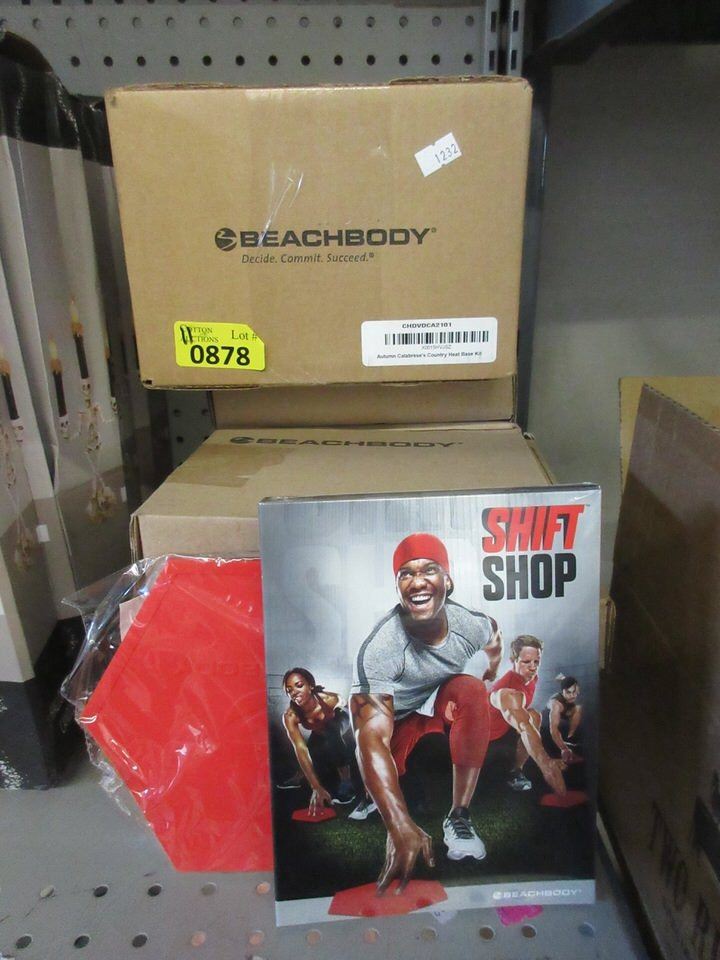 1232
BEACHBODY®
Decide. Commit. Succeed.®
Lot #
0878
CHDVDCA2101
Autumn Calabrese's Country Heat Base Kit
BEACHBODY
SHIFT
SHOP
BEACHBODY